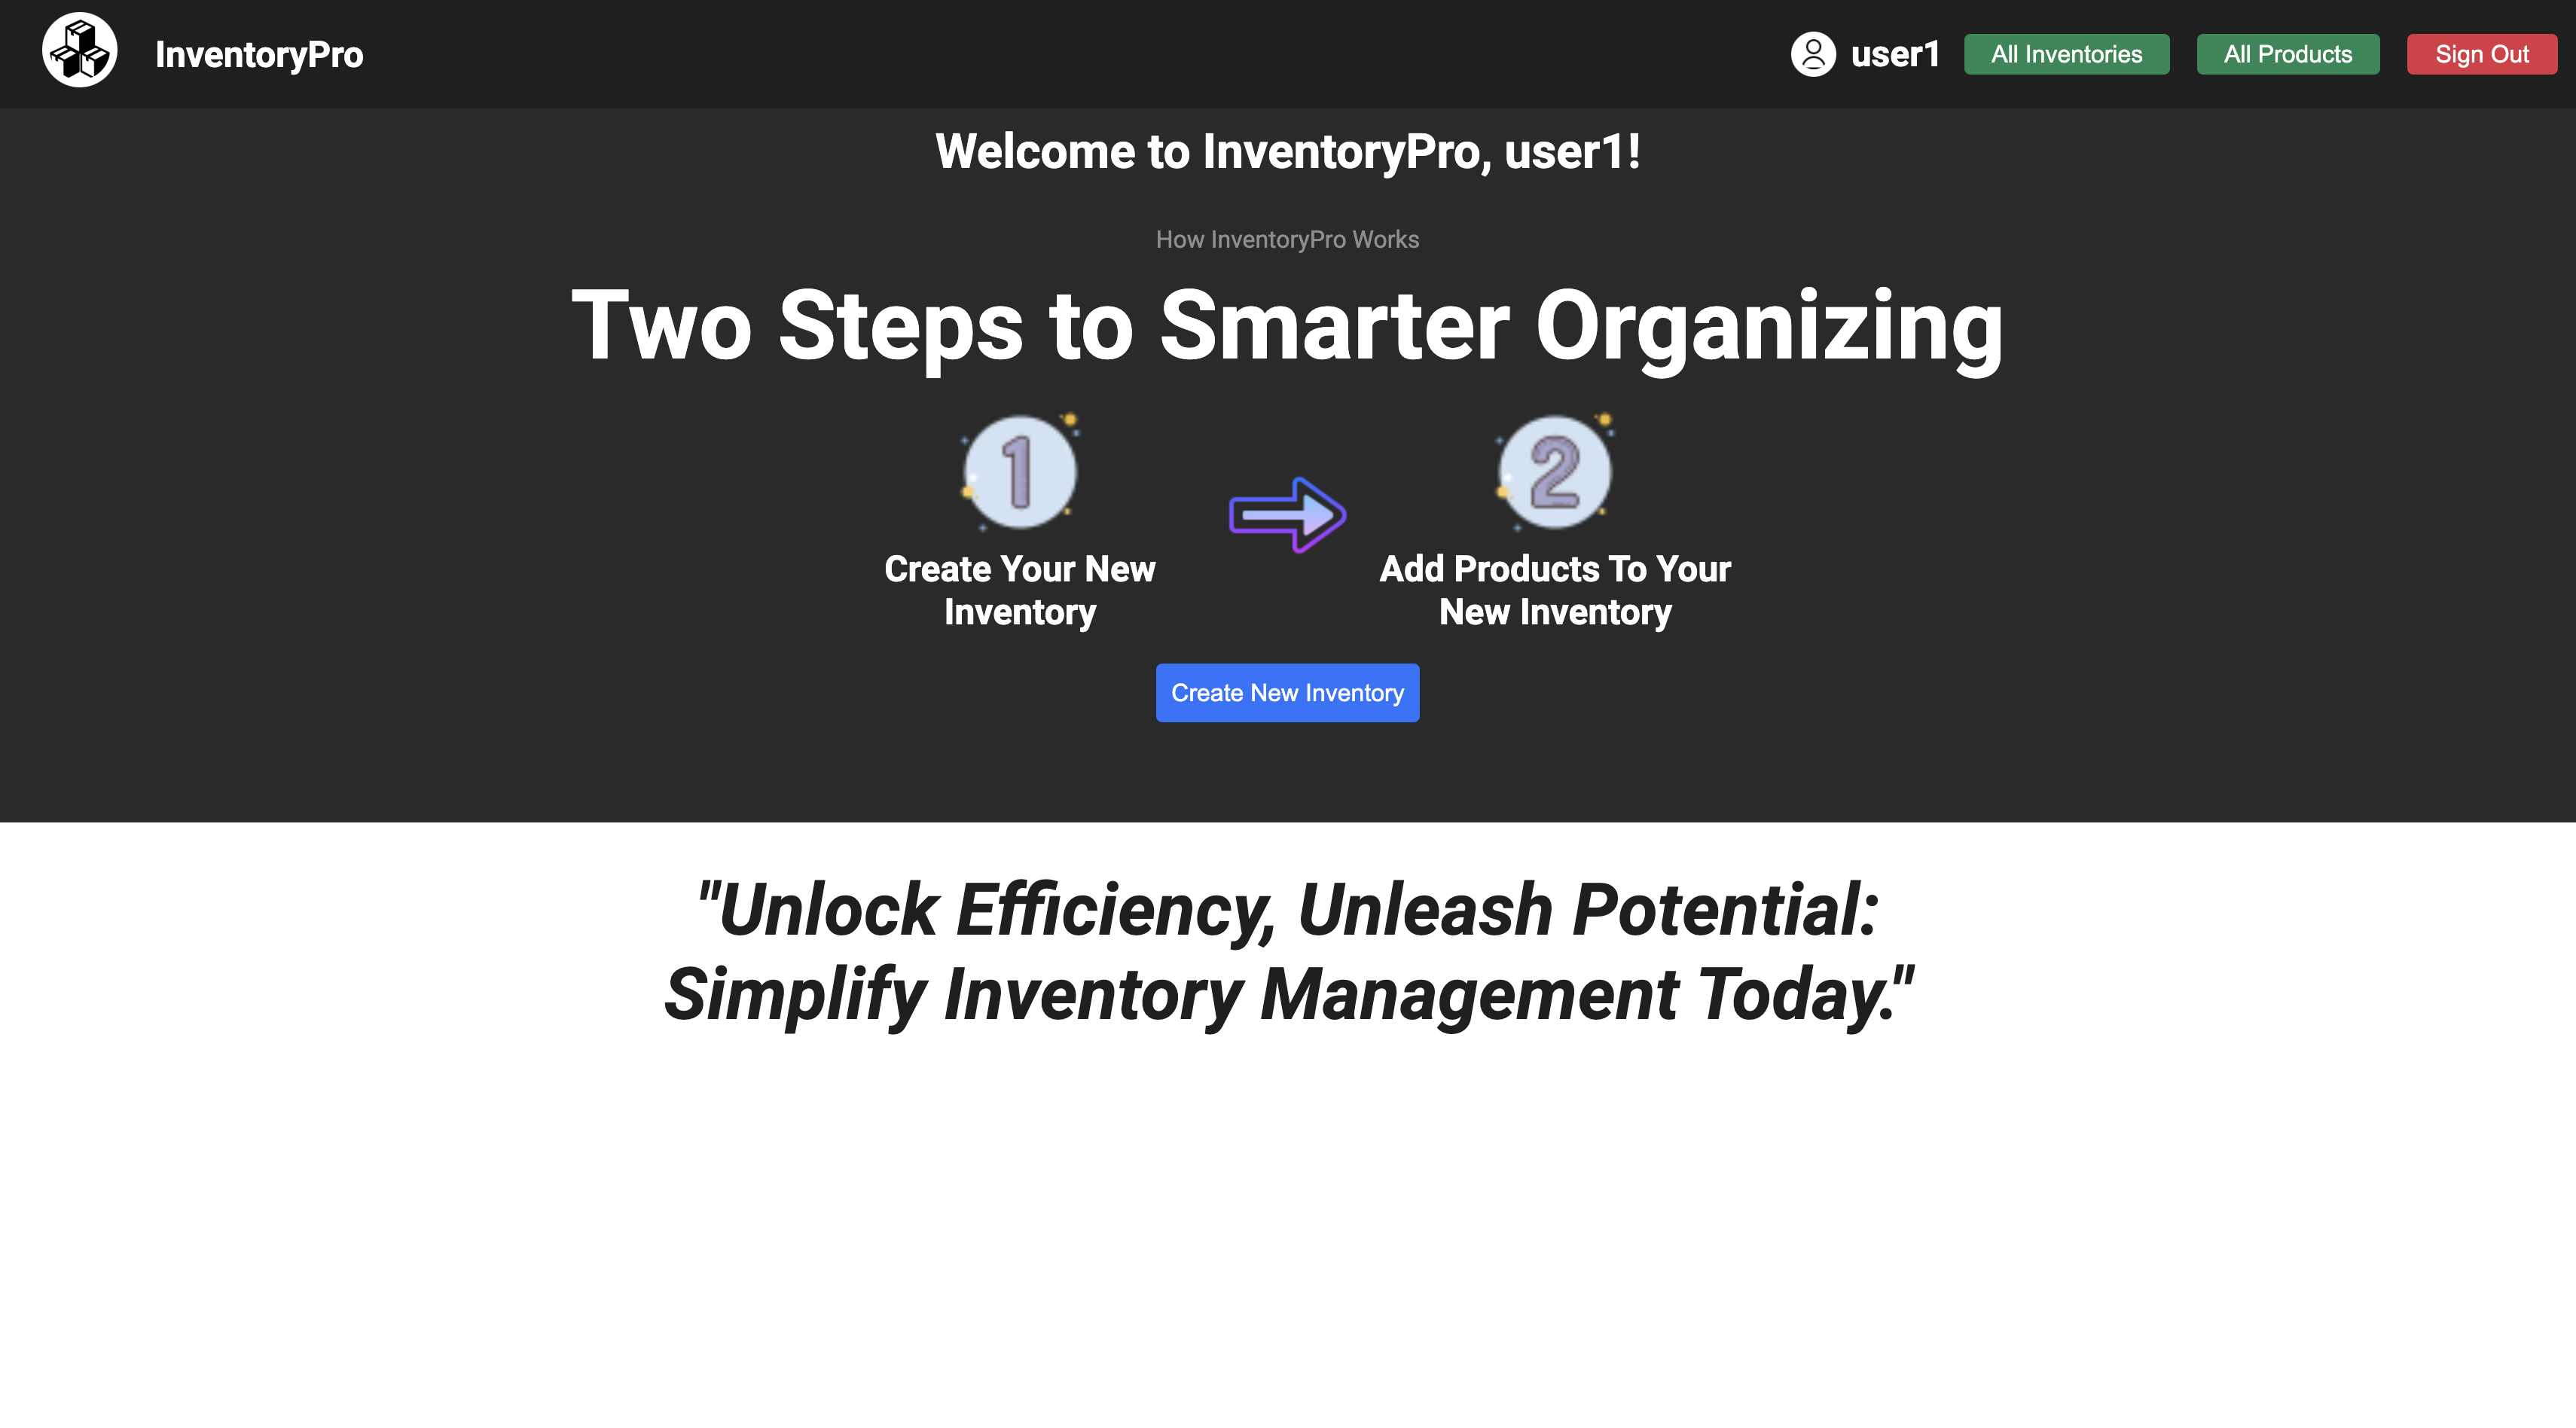 InventoryPro
user1
All Inventories
All Products
Sign Out
Welcome to InventoryPro, user1!
How InventoryPro Works
Two Steps to Smarter Organizing
1
2
Create Your New
Inventory
Add Products To Your
New Inventory
Create New Inventory
"Unlock Efficiency, Unleash Potential:
Simplify Inventory Management Today."